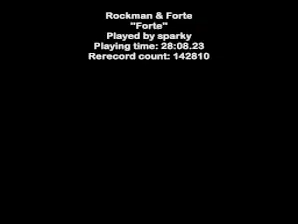 Rockman & Forte
"Forte"
Played by sparky
Playing time: 28:08.23
Rerecord count: 142810